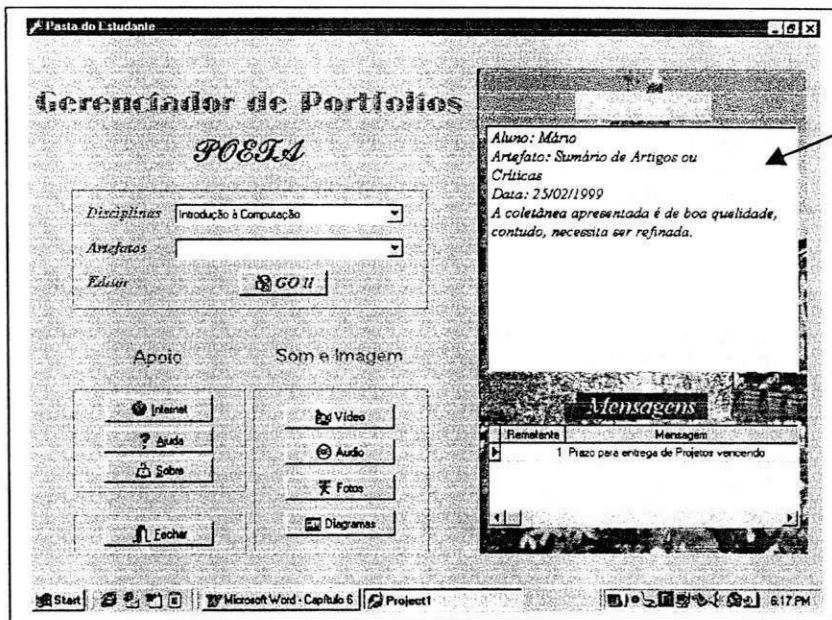 Pasta do Estudante
Gerenciador de Portfolios
POETA
Disciplinas Introdução à Computação
Artefatos
Editar GO !!
Apoio
Internet
Ajuda
Sobre
Fechar
Som e Imagem
Vídeo
Áudio
Fotos
Diagramas
Aluno: Mário
Artefato: Sumário de Artigos ou
Críticas
Data: 25/02/1999
A coletânea apresentada é de boa qualidade,
contudo, necessita ser refinada.
Mensagens
Remetente Mensagem
1 Prazo para entrega de Projetos vencendo
Start Microsoft Word - Capítulo 6 Project1 6:17 PM